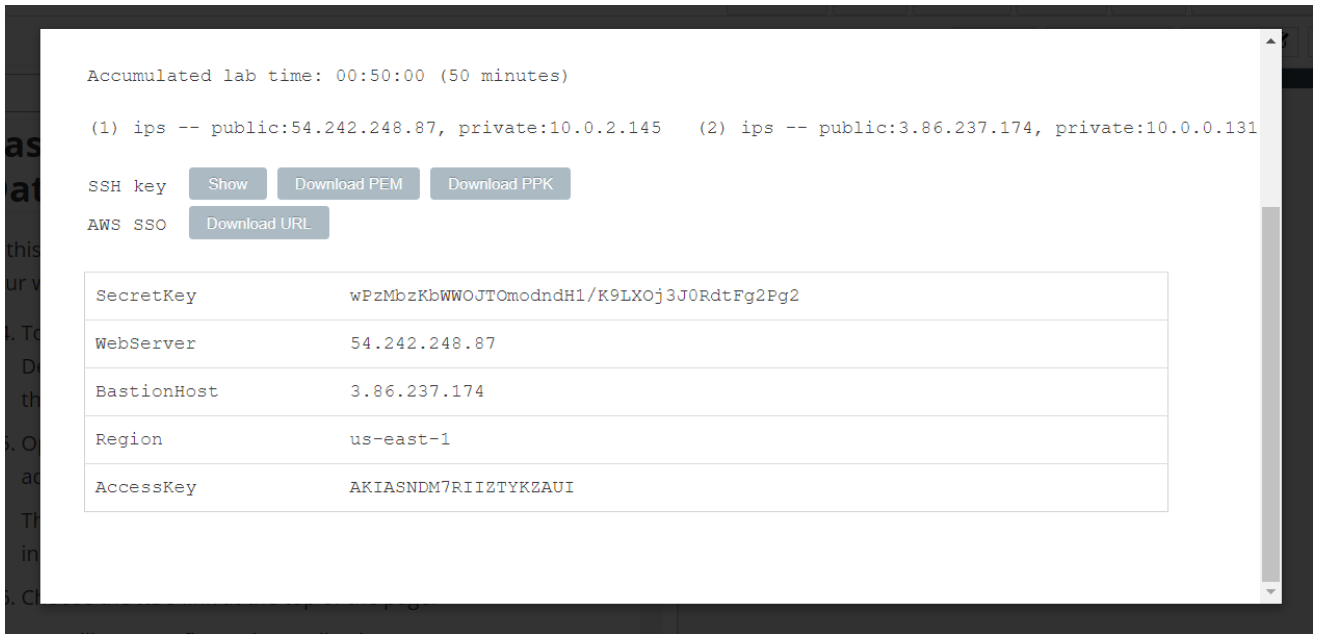 Accumulated lab time: 00:50:00 (50 minutes)
(1) ips -- public:54.242.248.87, private:10.0.2.145 (2) ips -- public:3.86.237.174, private:10.0.0.131
SSH key Show Download PEM Download PPK
AWS SSO Download URL
SecretKey wPzMbzKbWWOJTOmodndH1/K9LXOj3J0RdtFg2Pg2
WebServer 54.242.248.87
BastionHost 3.86.237.174
Region us-east-1
AccessKey AKIASNDM7RIIZTYKZAUI
this